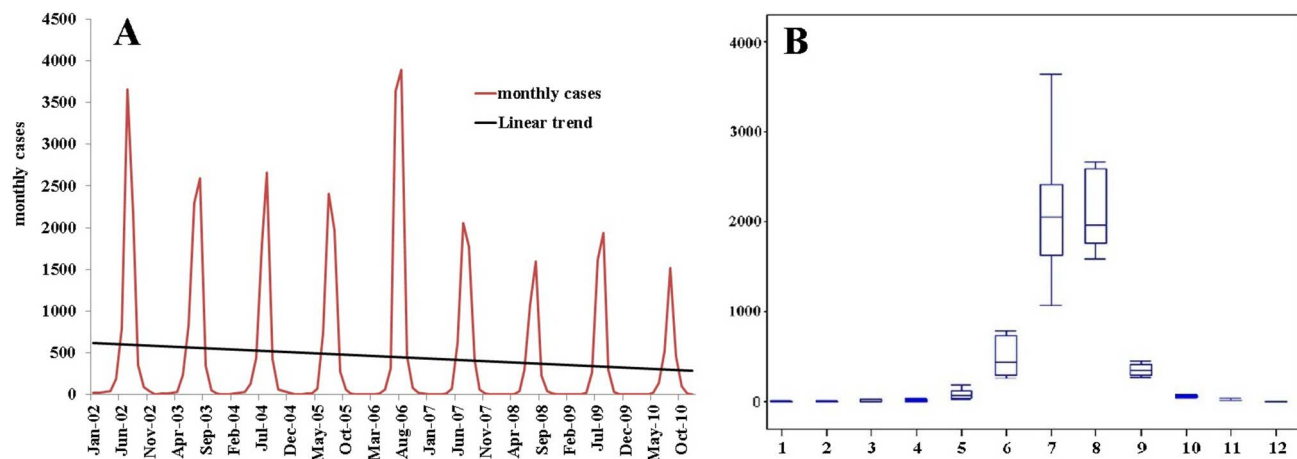 A
4500
4000
3500
3000
2500
2000
1500
1000
500
0
monthly cases
monthly cases
Linear trend
Jan-02
Jun-02
Nov-02
Apr-03
Sep-03
Feb-04
Jul-04
Dec-04
May-05
Oct-05
Mar-06
Aug-06
Jan-07
Jun-07
Nov-07
Apr-08
Sep-08
Feb-09
Jul-09
Dec-09
May-10
Oct-10
B
4000
3000
2000
1000
0
1 2 3 4 5 6 7 8 9 10 11 12